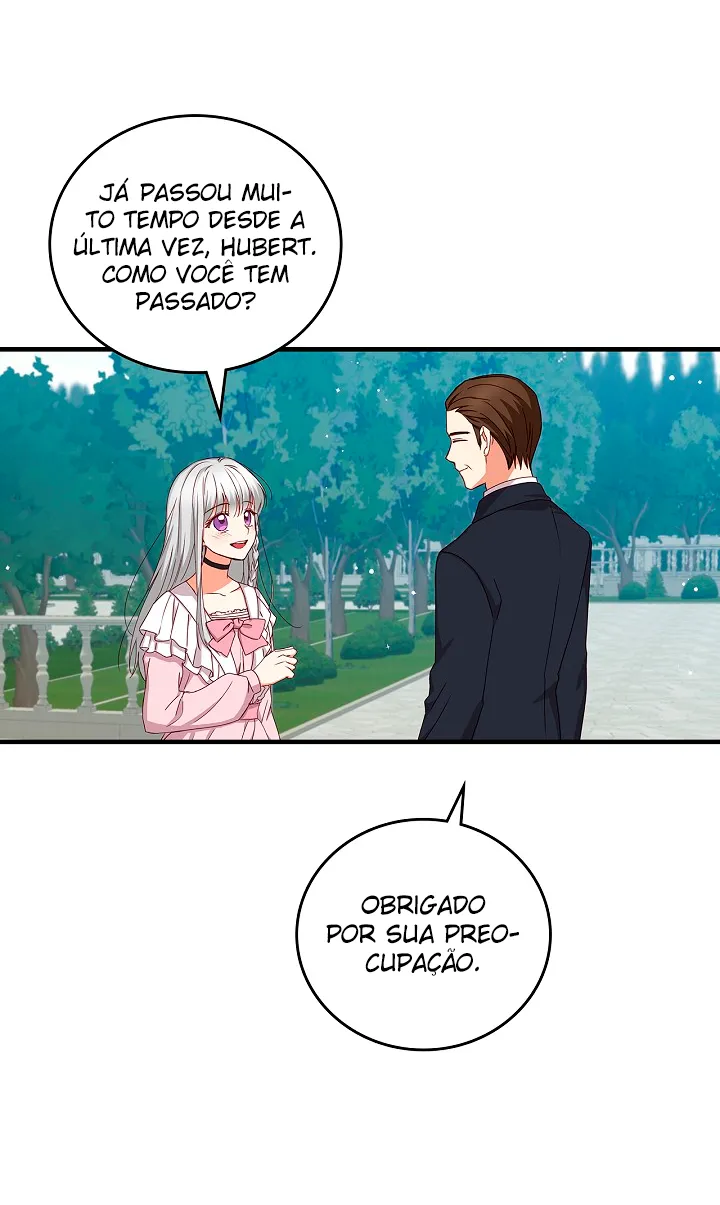 JÁ PASSOU MUI-
TO TEMPO DESDE A
ÚLTIMA VEZ, HUBERT.
COMO VOCÊ TEM
PASSADO?
OBRIGADO
POR SUA PREO-
CUPAÇÃO.